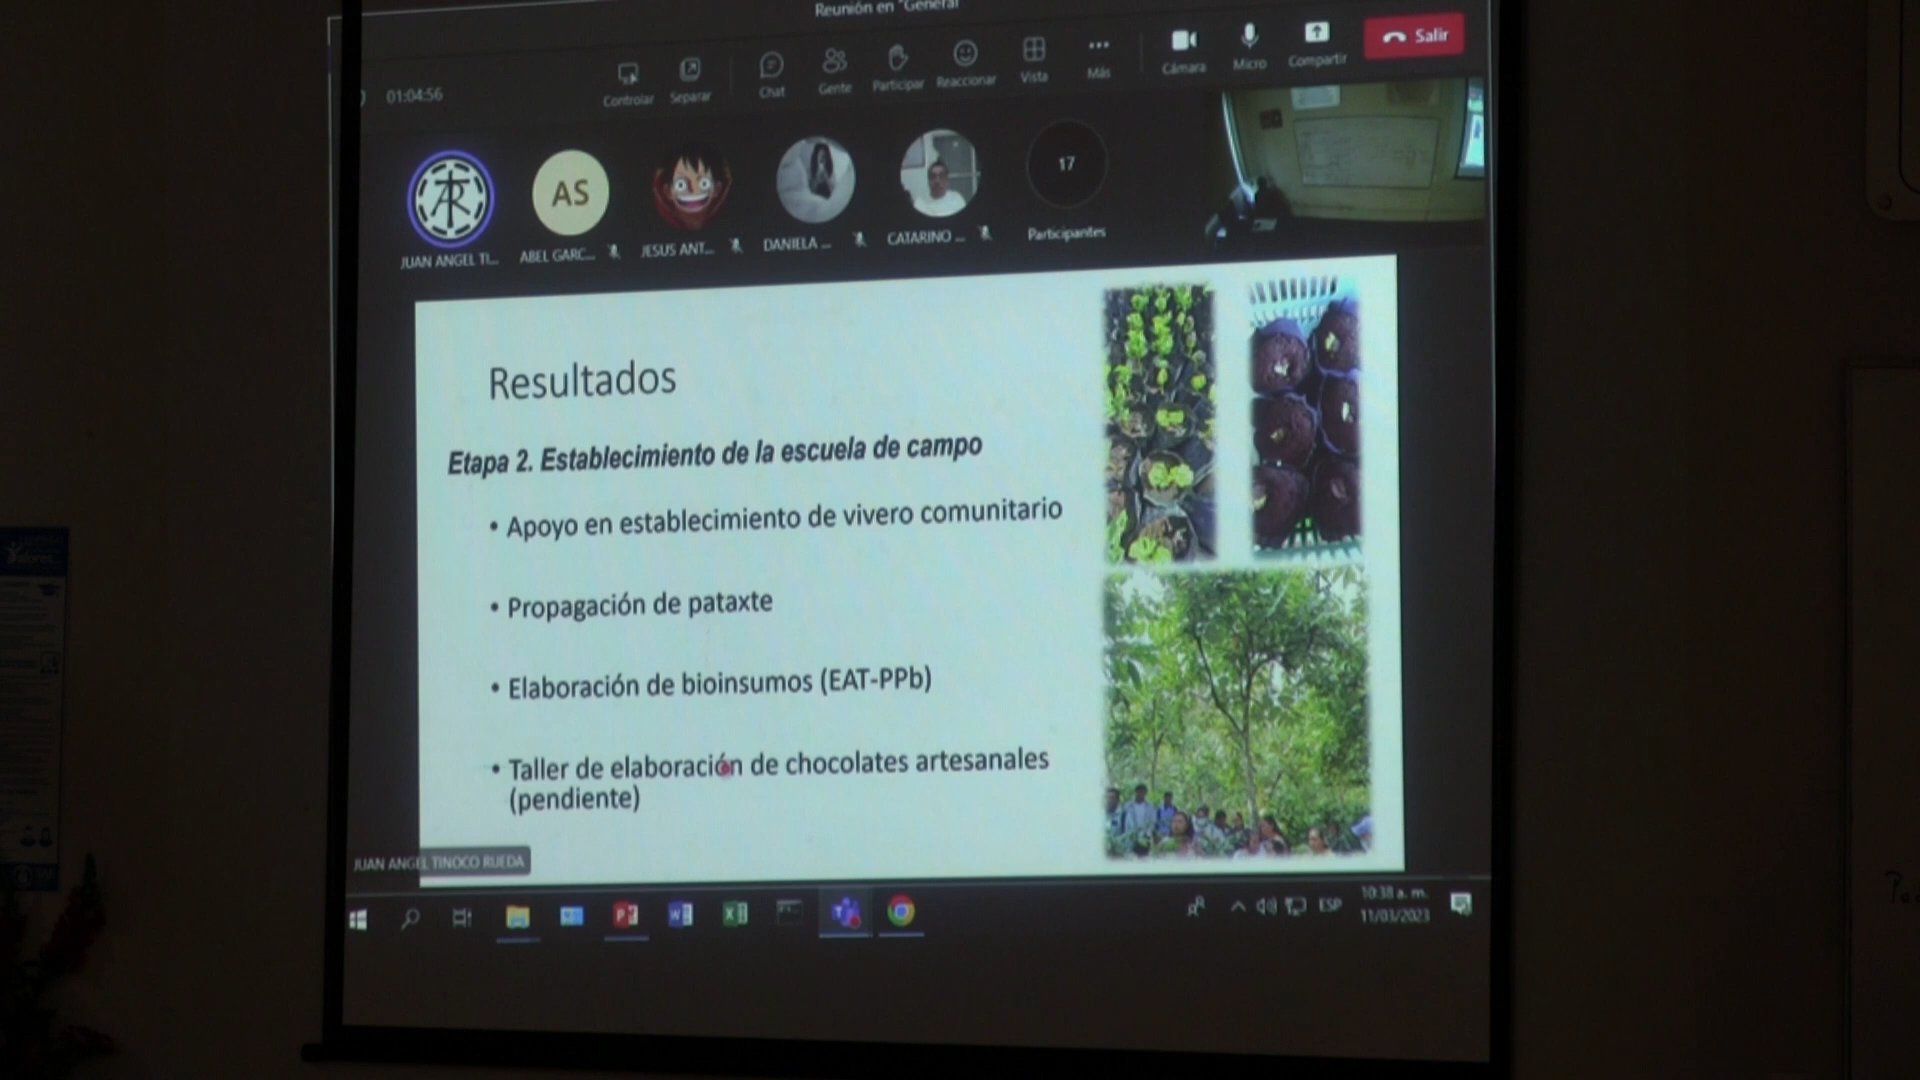 Reunión en "General"
01:04:56
Controlar
Separar
Chat
Gente
Participar
Reaccionar
Vista
Más
Cámara
Micro
Compartir
Salir
AS
17
JUAN ANGEL TI...
ABEL GARC...
JESUS ANT...
DANIELA ...
CATARINO ...
Participantes
Resultados
Etapa 2. Establecimiento de la escuela de campo
• Apoyo en establecimiento de vivero comunitario
• Propagación de pataxte
• Elaboración de bioinsumos (EAT-PPb)
• Taller de elaboración de chocolates artesanales
(pendiente)
JUAN ANGEL TINOCO RUEDA
ESP
10:38 a. m.
11/03/2023